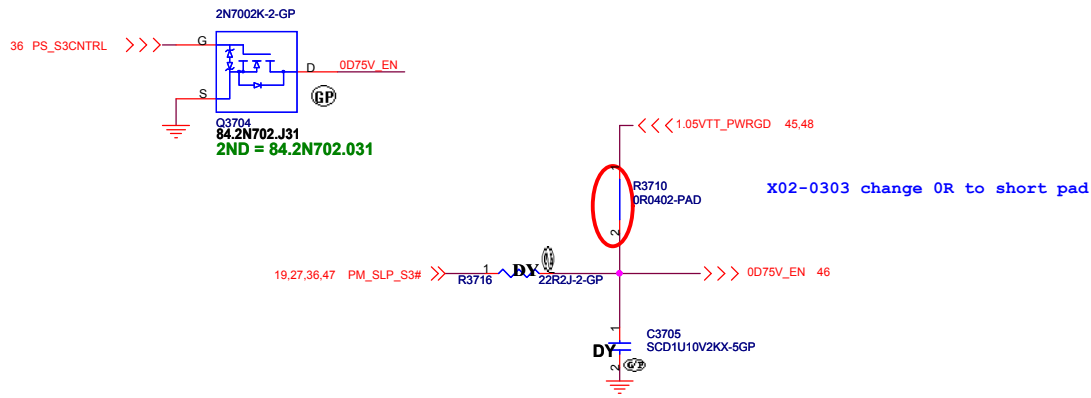 2N7002K-2-GP
36 PS_S3CNTRL
G
D
0D75V_EN
S
GP
Q3704
84.2N702.J31
2ND = 84.2N702.031
1.05VTT_PWRGD 45,48
1
R3710
0R0402-PAD
X02-0303 change 0R to short pad
2
19,27,36,47 PM_SLP_S3#
1
DY
R3716
22R2J-2-GP
0D75V_EN 46
1
C3705
SCD1U10V2KX-5GP
DY
2